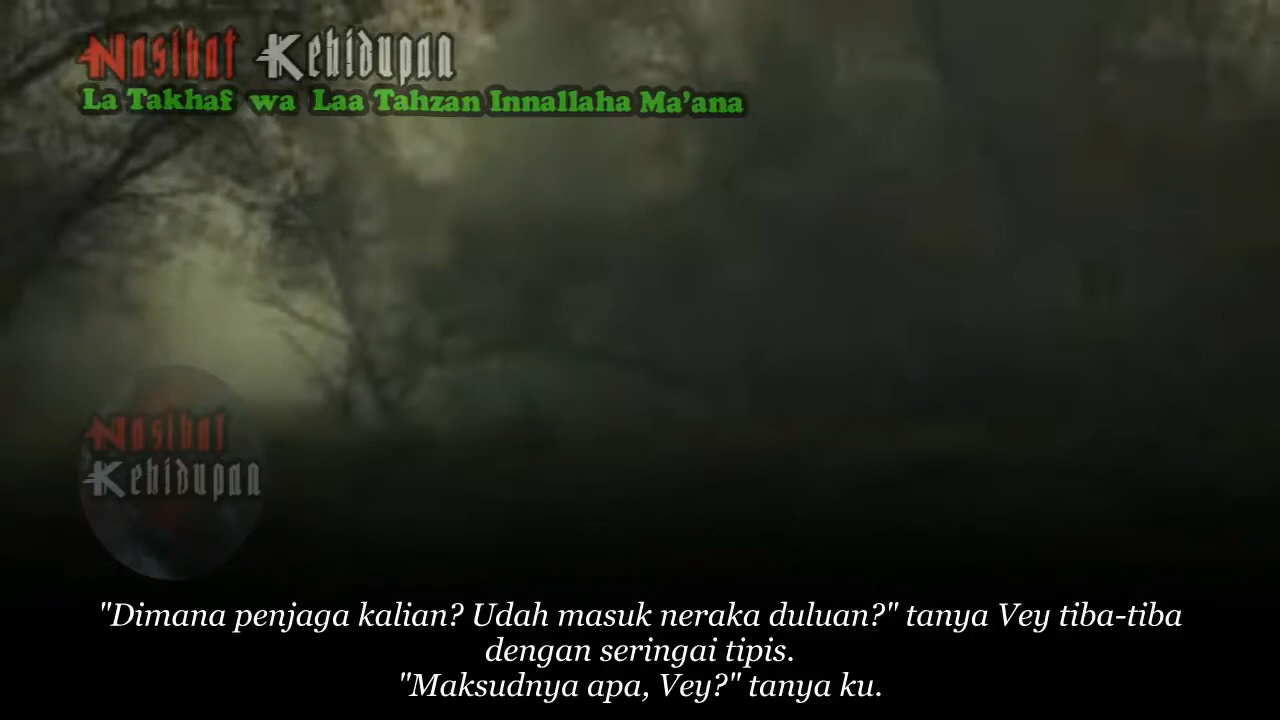 Nasihat Kehidupan
La Takhaf wa Laa Tahzan Innallaha Ma'ana
Nasihat
Kehidupan
"Dimana penjaga kalian? Udah masuk neraka duluan?" tanya Vey tiba-tiba
dengan seringai tipis.
"Maksudnya apa, Vey?" tanya ku.